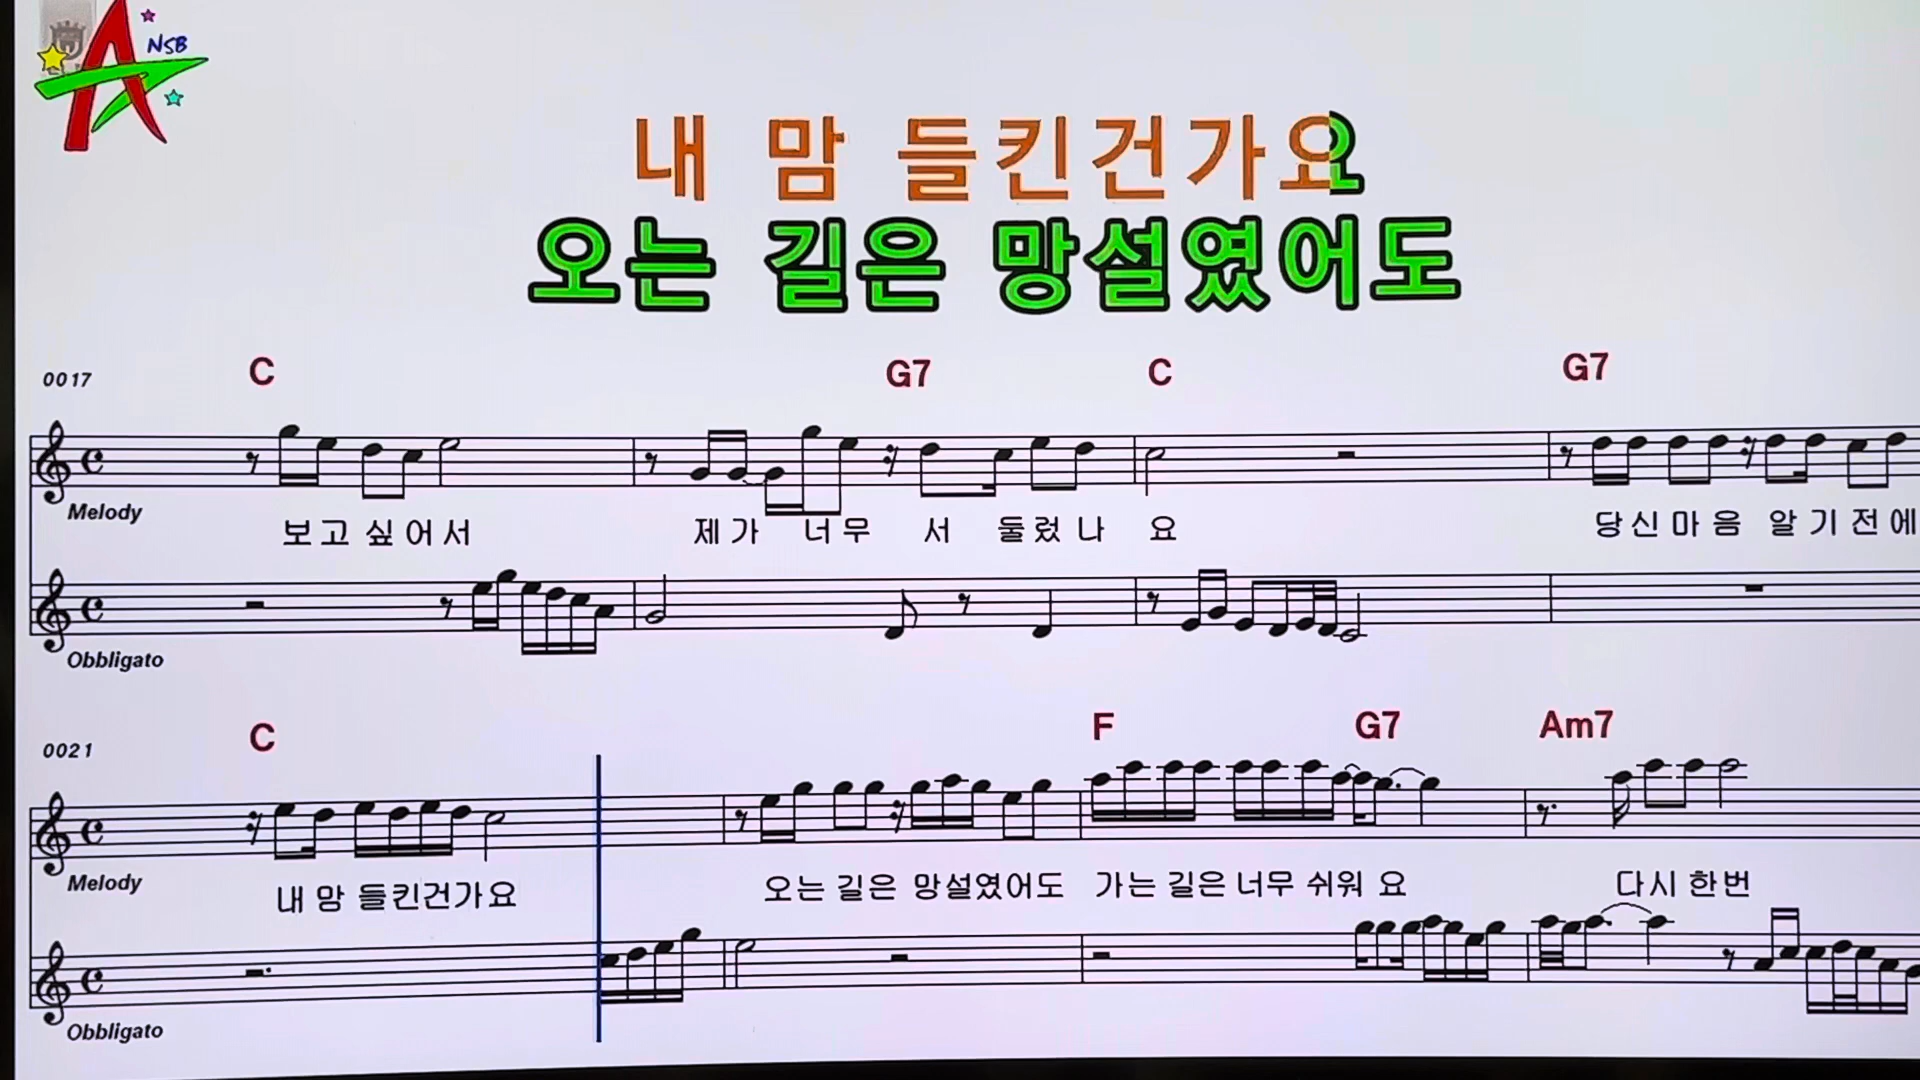 NSB
내 맘 들킨건가요
오는 길은 망설였어도
C G7 C G7
0017
Melody
보고 싶어서 제가 너무 서 둘렀나 요 당신마음 알기전에
Obbligato
C F G7 Am7
0021
Melody
내 맘 들킨건가요 오는 길은 망설였어도 가는 길은 너무 쉬워 요 다시 한번
Obbligato